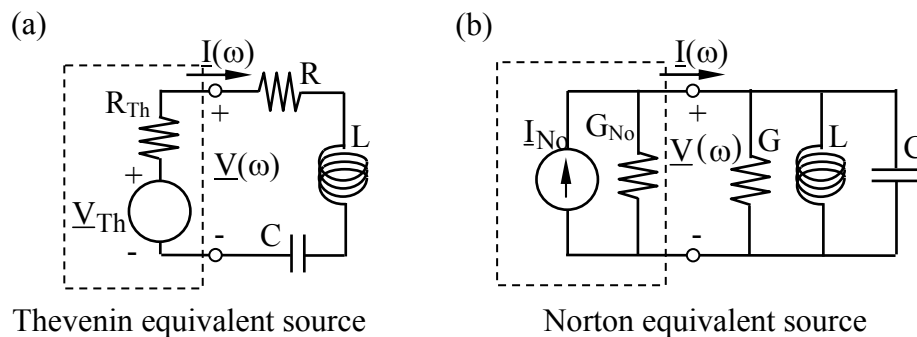 (a)
I(ω)
R
R_Th
+
+
V(ω)
L
V_Th
-
-
C
Thevenin equivalent source
(b)
I(ω)
I_No
G_No
+
V(ω)
G
L
C
-
Norton equivalent source